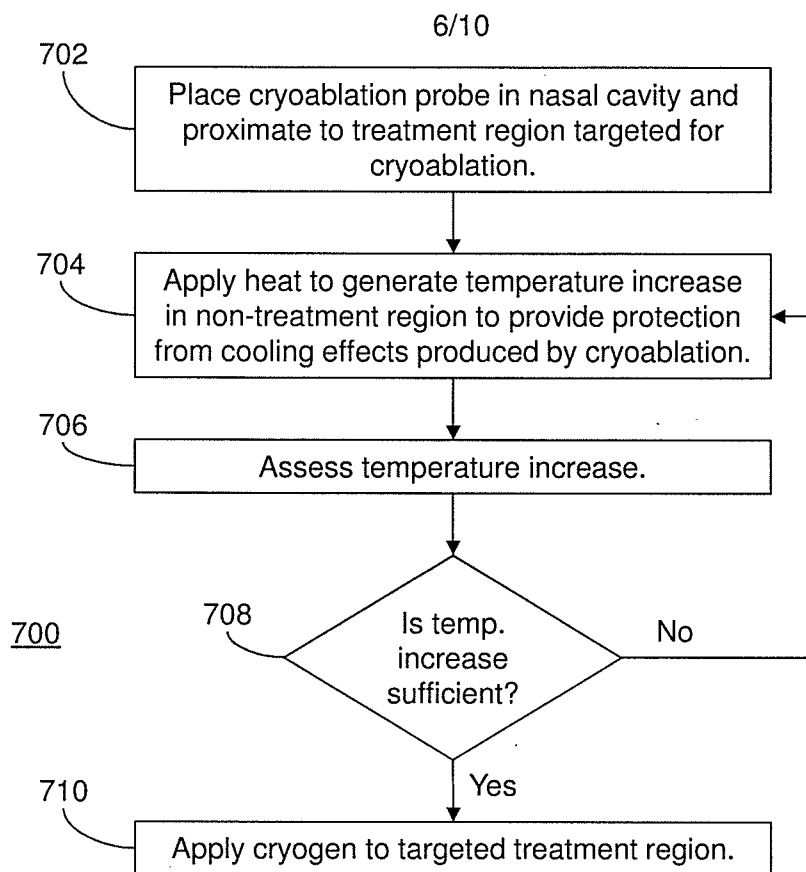 6/10
702
Place cryoablation probe in nasal cavity and
proximate to treatment region targeted for
cryoablation.
704
Apply heat to generate temperature increase
in non-treatment region to provide protection
from cooling effects produced by cryoablation.
706
Assess temperature increase.
700
708
Is temp.
increase
sufficient?
No
Yes
710
Apply cryogen to targeted treatment region.